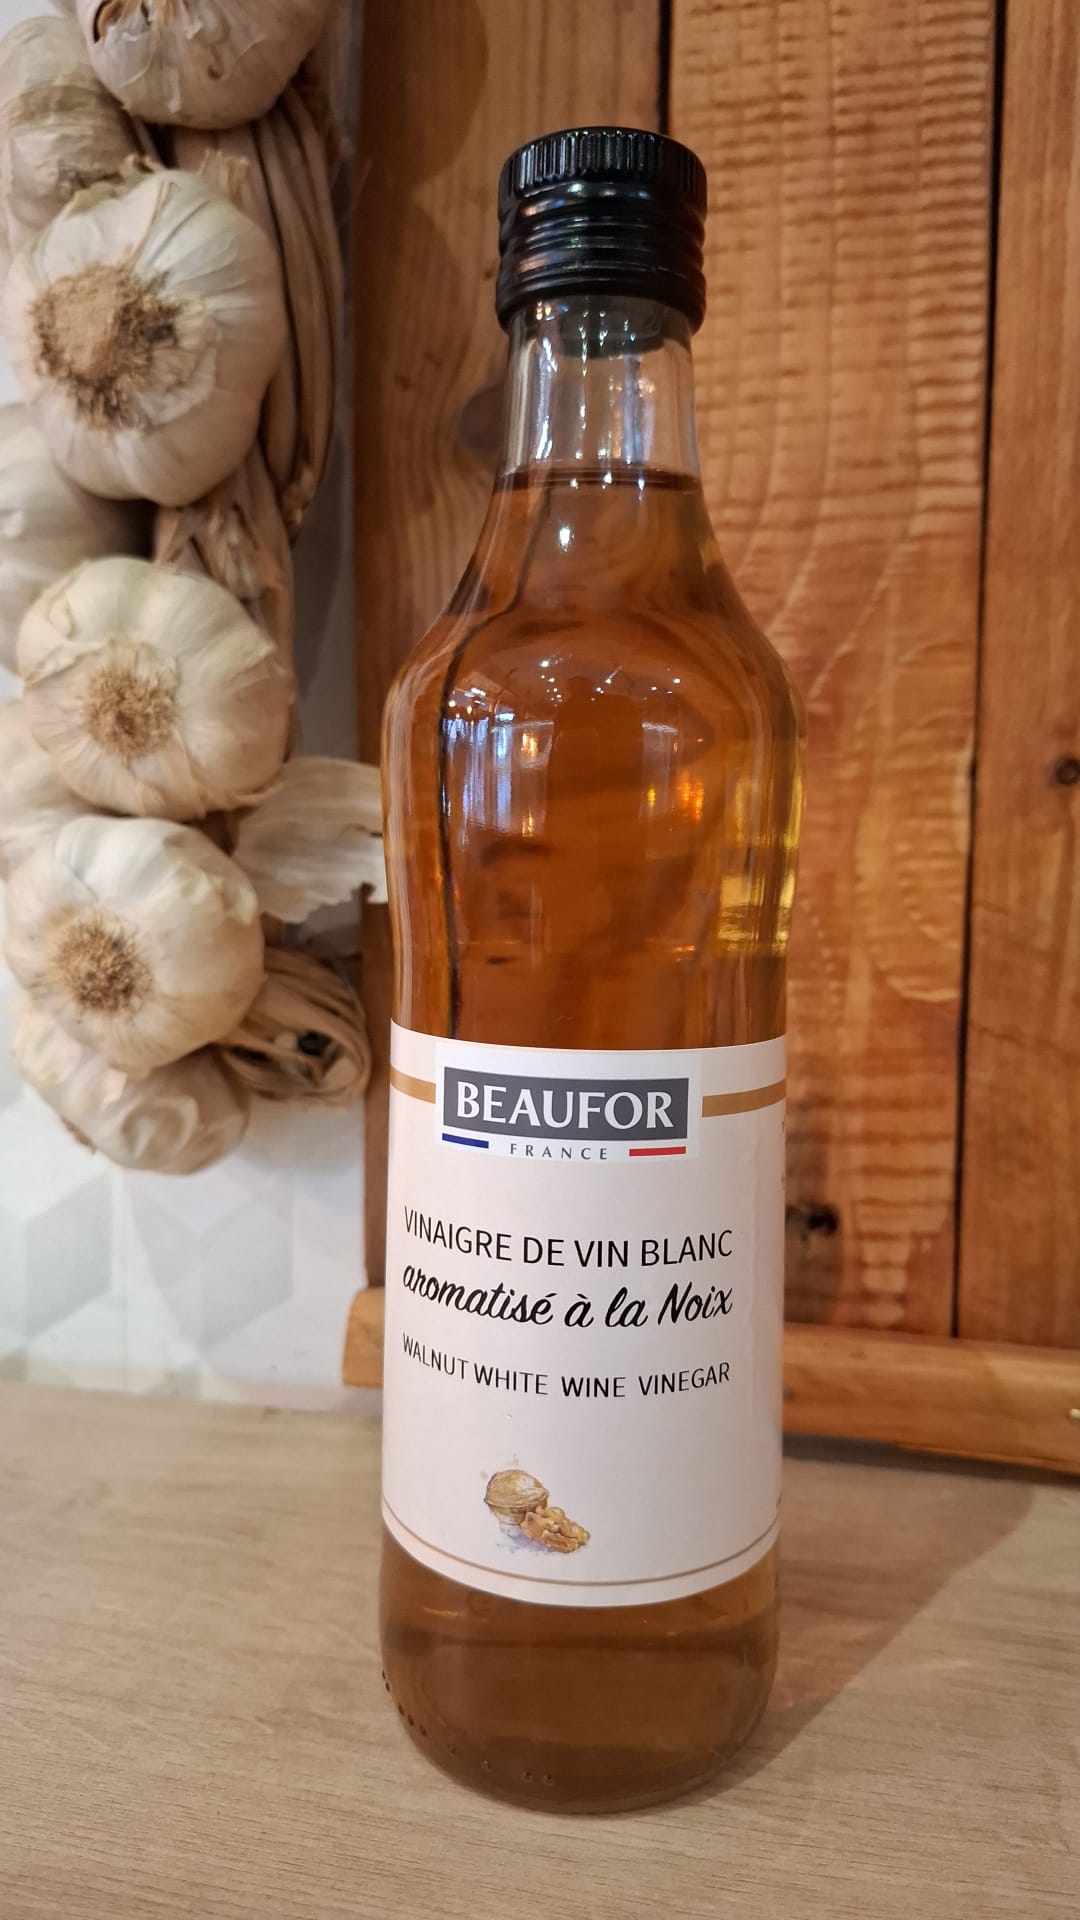 BEAUFOR
FRANCE
VINAIGRE DE VIN BLANC
aromatisé à la Noix
WALNUT WHITE WINE VINEGAR